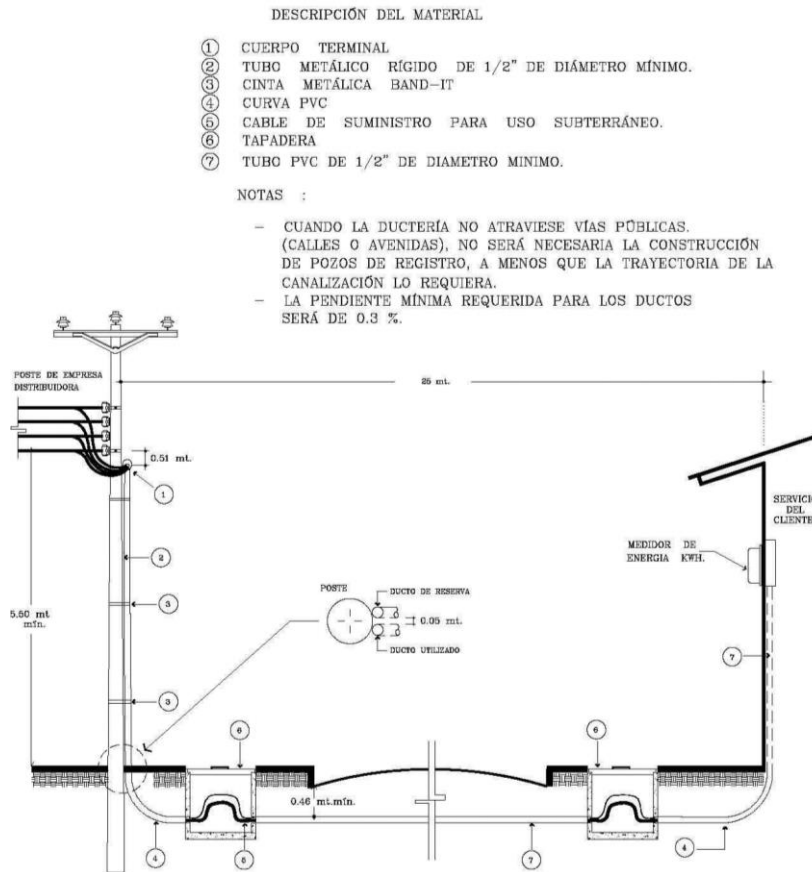 DESCRIPCIÓN DEL MATERIAL
1 CUERPO TERMINAL
2 TUBO METÁLICO RÍGIDO DE 1/2" DE DIÁMETRO MÍNIMO.
3 CINTA METÁLICA BAND-IT
4 CURVA PVC
5 CABLE DE SUMINISTRO PARA USO SUBTERRÁNEO.
6 TAPADERA
7 TUBO PVC DE 1/2" DE DIAMETRO MINIMO.
NOTAS :
- CUANDO LA DUCTERÍA NO ATRAVIESE VÍAS PÚBLICAS.
(CALLES O AVENIDAS), NO SERÁ NECESARIA LA CONSTRUCCIÓN
DE POZOS DE REGISTRO, A MENOS QUE LA TRAYECTORIA DE LA
CANALIZACIÓN LO REQUIERA.
- LA PENDIENTE MÍNIMA REQUERIDA PARA LOS DUCTOS
SERÁ DE 0.3 %.
POSTE DE EMPRESA
DISTRIBUIDORA
25 mt.
0.51 mt.
1
SERVICIO
DEL
CLIENTE
MEDIDOR DE
ENERGIA KWH.
2
POSTE
DUCTO DE RESERVA
0.05 mt.
DUCTO UTILIZADO
3
5.50 mt
mín.
7
3
6
6
0.46 mt.mín.
4
5
7
4